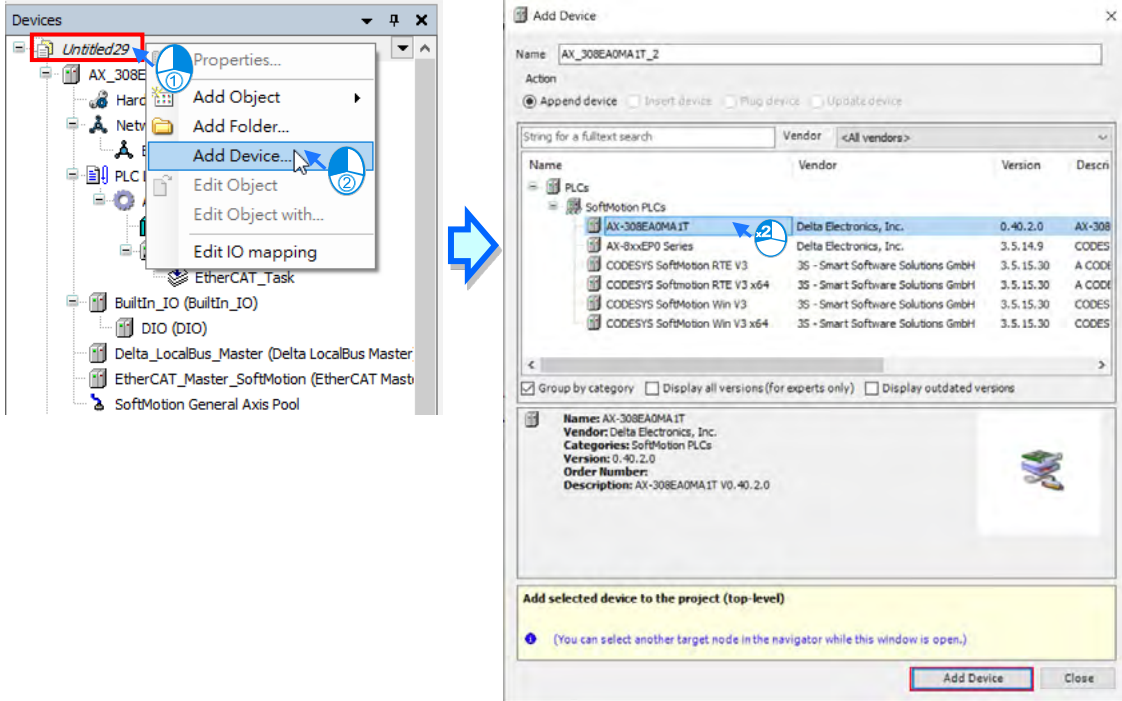 Devices
Untitled29
AX_308E
Hard
Netw
E
PLC
A
EtherCAT_Task
BuiltIn_IO (BuiltIn_IO)
DIO (DIO)
Delta_LocalBus_Master (Delta LocalBus Master
EtherCAT_Master_SoftMotion (EtherCAT Mast
SoftMotion General Axis Pool
Properties...
Add Object
Add Folder...
Add Device...
Edit Object
Edit Object with...
Edit IO mapping
1
2
Add Device
Name AX_308EA0MA1T_2
Action
Append device Insert device Plug device Update device
String for a fulltext search Vendor <All vendors>
Name Vendor Version Descri
PLCs
SoftMotion PLCs
AX-308EA0MA1T Delta Electronics, Inc. 0.40.2.0 AX-308
x2
AX-8xxEP0 Series Delta Electronics, Inc. 3.5.14.9 CODES
CODESYS SoftMotion RTE V3 3S - Smart Software Solutions GmbH 3.5.15.30 A CODE
CODESYS Softmotion RTE V3 x64 3S - Smart Software Solutions GmbH 3.5.15.30 A CODE
CODESYS SoftMotion Win V3 3S - Smart Software Solutions GmbH 3.5.15.30 CODES
CODESYS SoftMotion Win V3 x64 3S - Smart Software Solutions GmbH 3.5.15.30 CODES
Group by category Display all versions (for experts only) Display outdated versions
Name: AX-308EA0MA1T
Vendor: Delta Electronics, Inc.
Categories: SoftMotion PLCs
Version: 0.40.2.0
Order Number:
Description: AX-308EA0MA1T V0.40.2.0
Add selected device to the project (top-level)
(You can select another target node in the navigator while this window is open.)
Add Device Close